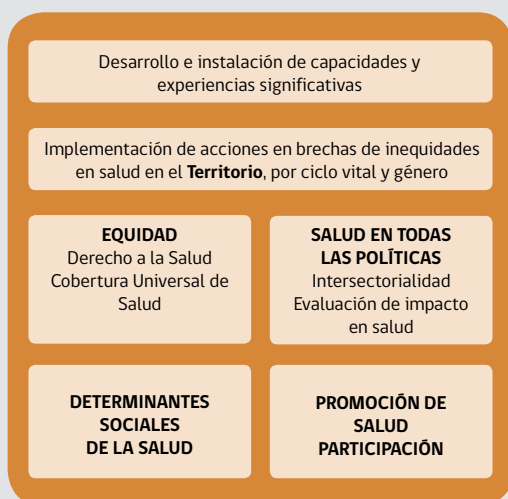 Desarrollo e instalación de capacidades y
experiencias significativas
Implementación de acciones en brechas de inequidades
en salud en el Territorio, por ciclo vital y género
EQUIDAD
Derecho a la Salud
Cobertura Universal de
Salud
SALUD EN TODAS
LAS POLÍTICAS
Intersectorialidad
Evaluación de impacto
en salud
DETERMINANTES
SOCIALES
DE LA SALUD
PROMOCIÓN DE
SALUD
PARTICIPACIÓN